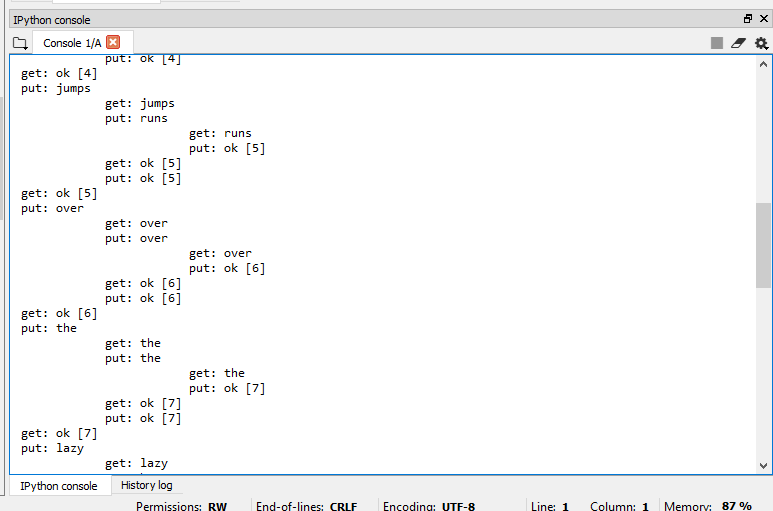 IPython console
Console 1/A
put: ok [4]
get: ok [4]
put: jumps
get: jumps
put: runs
get: runs
put: ok [5]
get: ok [5]
put: ok [5]
get: ok [5]
put: over
get: over
put: over
get: over
put: ok [6]
get: ok [6]
put: ok [6]
get: ok [6]
put: the
get: the
put: the
get: the
put: ok [7]
get: ok [7]
put: ok [7]
get: ok [7]
put: lazy
get: lazy
IPython console History log
Permissions: RW End-of-lines: CRLF Encoding: UTF-8 Line: 1 Column: 1 Memory: 87 %